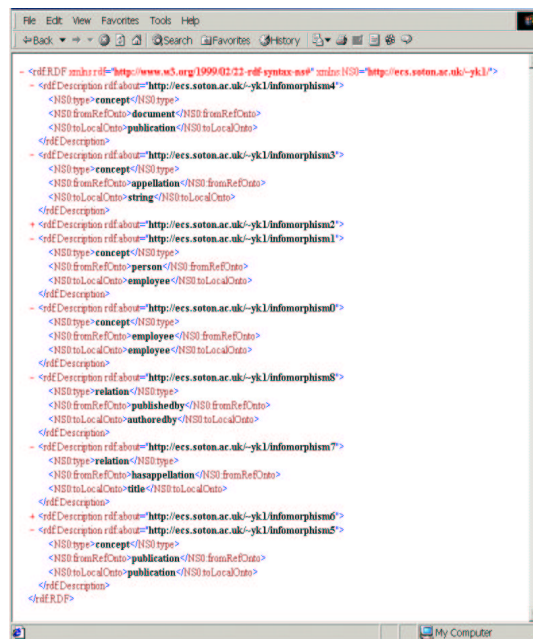 File Edit View Favorites Tools Help
Back Search Favorites History
- <rdf:RDF xmlns:rdf="http://www.w3.org/1999/02/22-rdf-syntax-ns#" xmlns:NS0="http://ecs.soton.ac.uk/~yk1/">
- <rdf:Description rdf:about="http://ecs.soton.ac.uk/~yk1/infomorphism4">
<NS0:type>concept</NS0:type>
<NS0:fromRefOnto>document</NS0:fromRefOnto>
<NS0:toLocalOnto>publication</NS0:toLocalOnto>
</rdf:Description>
- <rdf:Description rdf:about="http://ecs.soton.ac.uk/~yk1/infomorphism3">
<NS0:type>concept</NS0:type>
<NS0:fromRefOnto>appellation</NS0:fromRefOnto>
<NS0:toLocalOnto>string</NS0:toLocalOnto>
</rdf:Description>
+ <rdf:Description rdf:about="http://ecs.soton.ac.uk/~yk1/infomorphism2">
- <rdf:Description rdf:about="http://ecs.soton.ac.uk/~yk1/infomorphism1">
<NS0:type>concept</NS0:type>
<NS0:fromRefOnto>person</NS0:fromRefOnto>
<NS0:toLocalOnto>employee</NS0:toLocalOnto>
</rdf:Description>
- <rdf:Description rdf:about="http://ecs.soton.ac.uk/~yk1/infomorphism0">
<NS0:type>concept</NS0:type>
<NS0:fromRefOnto>employee</NS0:fromRefOnto>
<NS0:toLocalOnto>employee</NS0:toLocalOnto>
</rdf:Description>
- <rdf:Description rdf:about="http://ecs.soton.ac.uk/~yk1/infomorphism8">
<NS0:type>relation</NS0:type>
<NS0:fromRefOnto>publishedby</NS0:fromRefOnto>
<NS0:toLocalOnto>authoredby</NS0:toLocalOnto>
</rdf:Description>
- <rdf:Description rdf:about="http://ecs.soton.ac.uk/~yk1/infomorphism7">
<NS0:type>relation</NS0:type>
<NS0:fromRefOnto>hasappellation</NS0:fromRefOnto>
<NS0:toLocalOnto>title</NS0:toLocalOnto>
</rdf:Description>
+ <rdf:Description rdf:about="http://ecs.soton.ac.uk/~yk1/infomorphism6">
- <rdf:Description rdf:about="http://ecs.soton.ac.uk/~yk1/infomorphism5">
<NS0:type>concept</NS0:type>
<NS0:fromRefOnto>publication</NS0:fromRefOnto>
<NS0:toLocalOnto>publication</NS0:toLocalOnto>
</rdf:Description>
</rdf:RDF>
My Computer